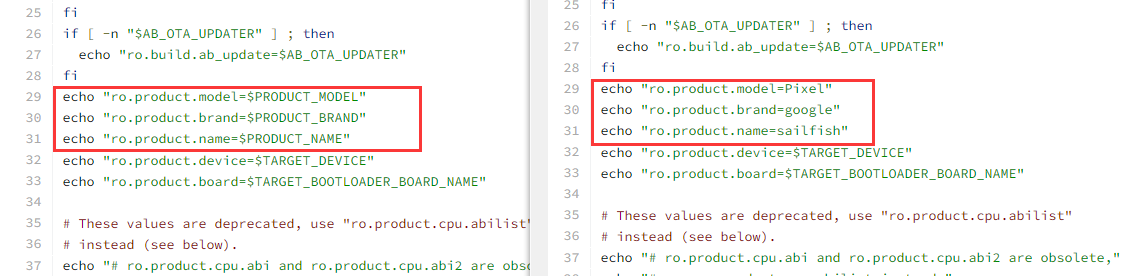 25 fi
26 if [ -n "$AB_OTA_UPDATER" ] ; then
27 echo "ro.build.ab_update=$AB_OTA_UPDATER"
28 fi
29 echo "ro.product.model=$PRODUCT_MODEL"
30 echo "ro.product.brand=$PRODUCT_BRAND"
31 echo "ro.product.name=$PRODUCT_NAME"
32 echo "ro.product.device=$TARGET_DEVICE"
33 echo "ro.product.board=$TARGET_BOOTLOADER_BOARD_NAME"
34
35 # These values are deprecated, use "ro.product.cpu.abilist"
36 # instead (see below).
37 echo "# ro.product.cpu.abi and ro.product.cpu.abi2 are obso
25 fi
26 if [ -n "$AB_OTA_UPDATER" ] ; then
27 echo "ro.build.ab_update=$AB_OTA_UPDATER"
28 fi
29 echo "ro.product.model=Pixel"
30 echo "ro.product.brand=google"
31 echo "ro.product.name=sailfish"
32 echo "ro.product.device=$TARGET_DEVICE"
33 echo "ro.product.board=$TARGET_BOOTLOADER_BOARD_NAME"
34
35 # These values are deprecated, use "ro.product.cpu.abilist"
36 # instead (see below).
37 echo "# ro.product.cpu.abi and ro.product.cpu.abi2 are obsolete,"